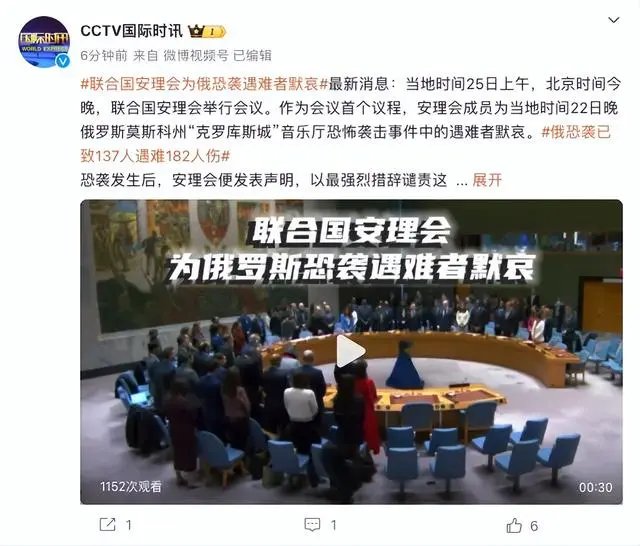 CCTV国际时讯
1
6分钟前 来自 微博视频号 已编辑
#联合国安理会为俄恐袭遇难者默哀#最新消息：当地时间25日上午，北京时间今
晚，联合国安理会举行会议。作为会议首个议程，安理会成员为当地时间22日晚
俄罗斯莫斯科州“克罗库斯城”音乐厅恐怖袭击事件中的遇难者默哀。#俄恐袭已
致137人遇难182人伤#
恐袭发生后，安理会便发表声明，以最强烈措辞谴责这 ... 展开
国际时讯
WORLD EXPRESS
联合国安理会
为俄罗斯恐袭遇难者默哀
1152次观看
00:30
1
1
6